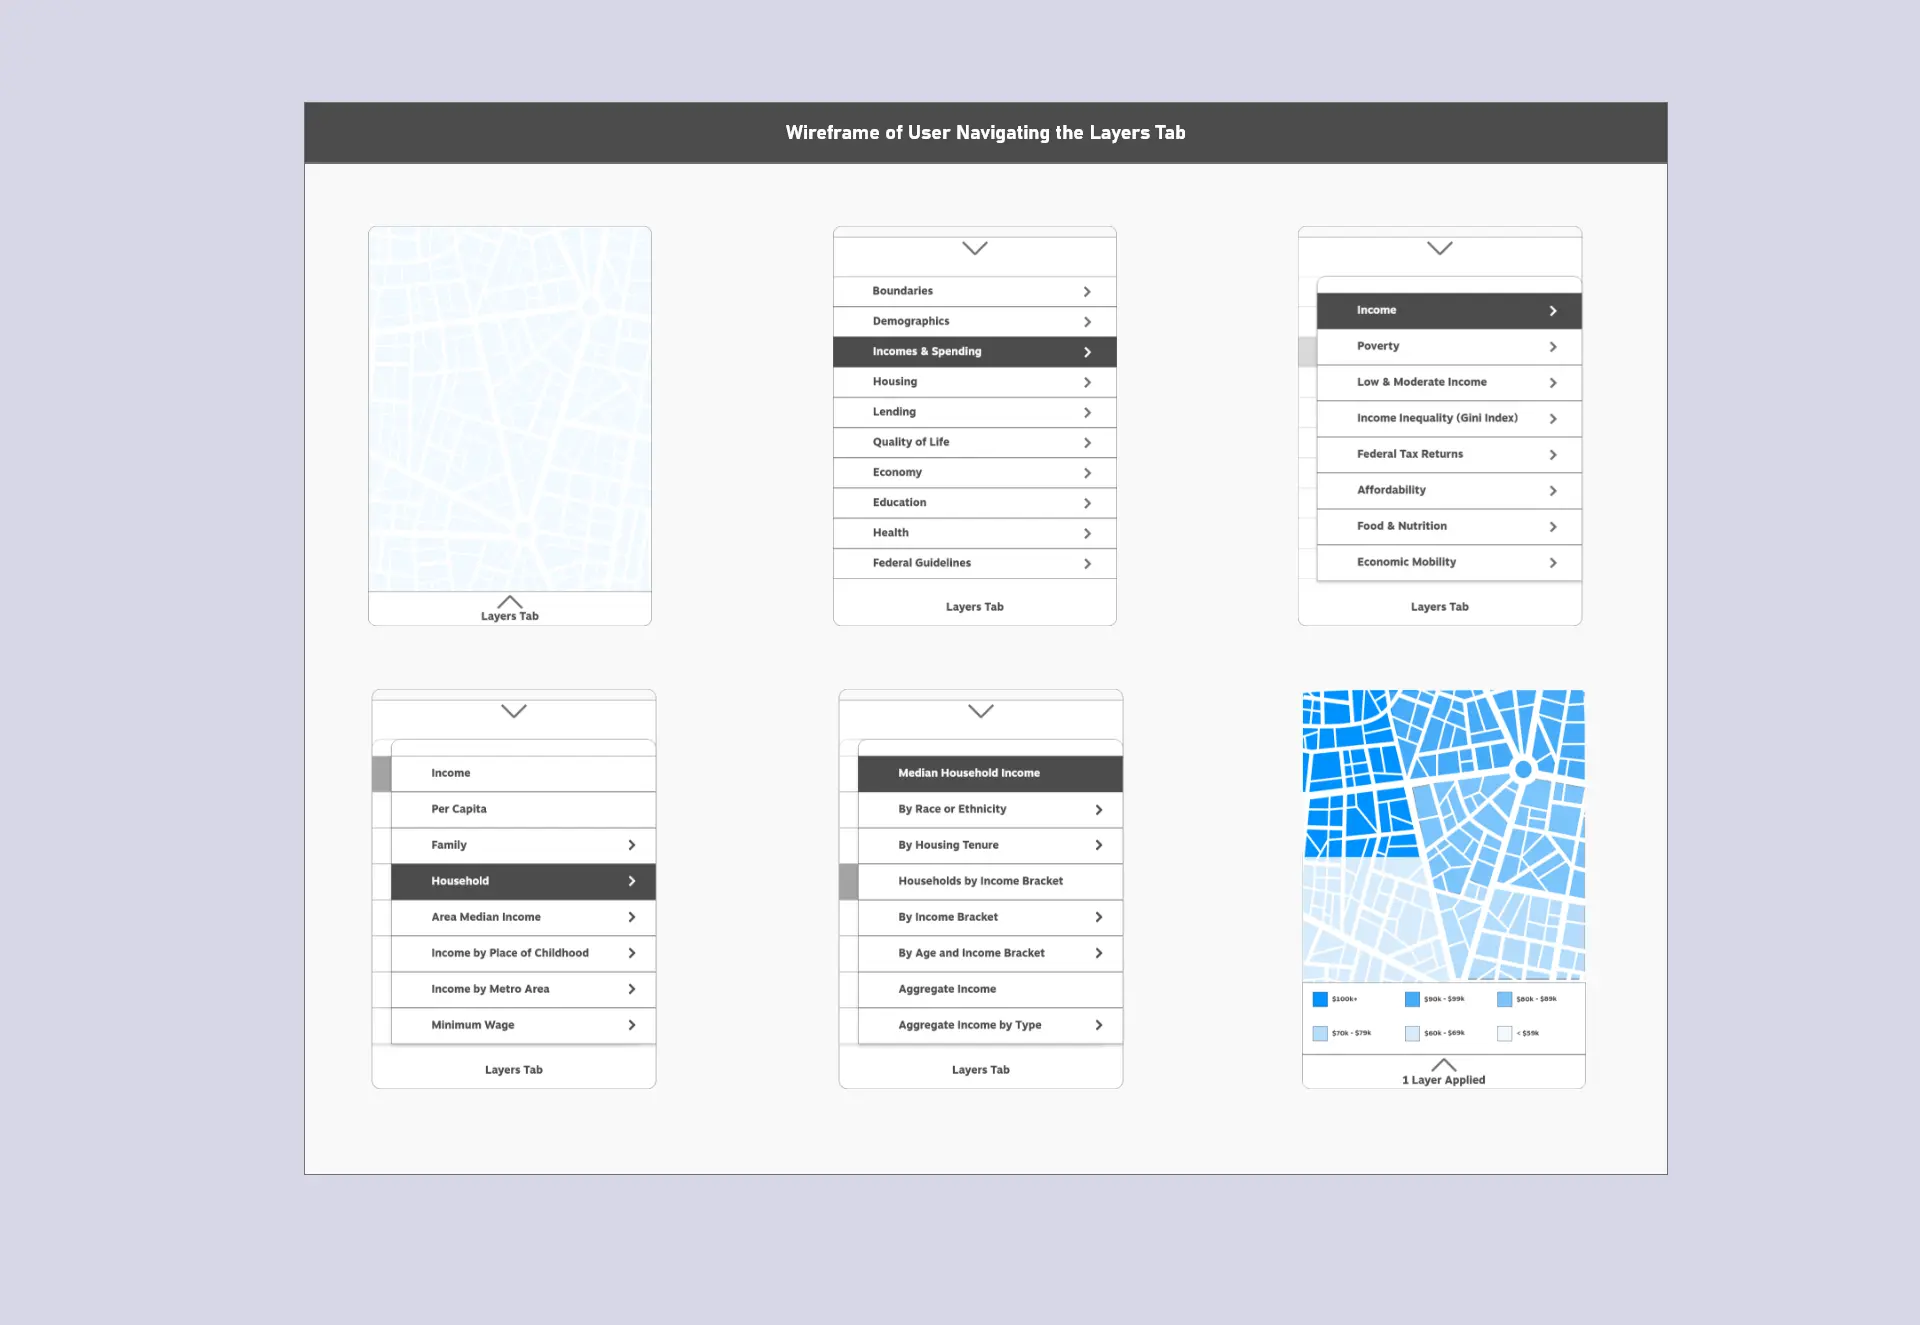 Wireframe of User Navigating the Layers Tab
Layers Tab
Boundaries
Demographics
Incomes & Spending
Housing
Lending
Quality of Life
Economy
Education
Health
Federal Guidelines
Layers Tab
Income
Poverty
Low & Moderate Income
Income Inequality (Gini Index)
Federal Tax Returns
Affordability
Food & Nutrition
Economic Mobility
Layers Tab
Income
Per Capita
Family
Household
Area Median Income
Income by Place of Childhood
Income by Metro Area
Minimum Wage
Layers Tab
Median Household Income
By Race or Ethnicity
By Housing Tenure
Households by Income Bracket
By Income Bracket
By Age and Income Bracket
Aggregate Income
Aggregate Income by Type
Layers Tab
$100k+
$90k - $99k
$80k - $89k
$70k - $79k
$60k - $69k
< $59k
1 Layer Applied